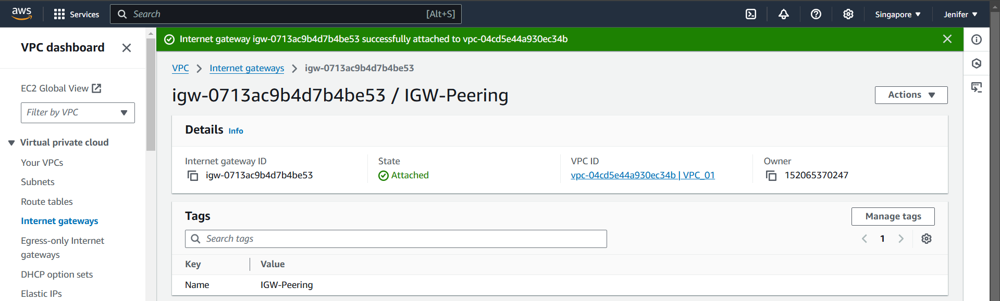 aws Services Search [Alt+S] Singapore Jenifer
VPC dashboard
EC2 Global View
Filter by VPC
Virtual private cloud
Your VPCs
Subnets
Route tables
Internet gateways
Egress-only Internet
gateways
DHCP option sets
Elastic IPs
Internet gateway igw-0713ac9b4d7b4be53 successfully attached to vpc-04cd5e44a930ec34b
VPC Internet gateways igw-0713ac9b4d7b4be53
igw-0713ac9b4d7b4be53 / IGW-Peering
Actions
Details Info
Internet gateway ID
igw-0713ac9b4d7b4be53
State
Attached
VPC ID
vpc-04cd5e44a930ec34b | VPC_01
Owner
152065370247
Tags
Manage tags
Search tags
1
Key Value
Name IGW-Peering